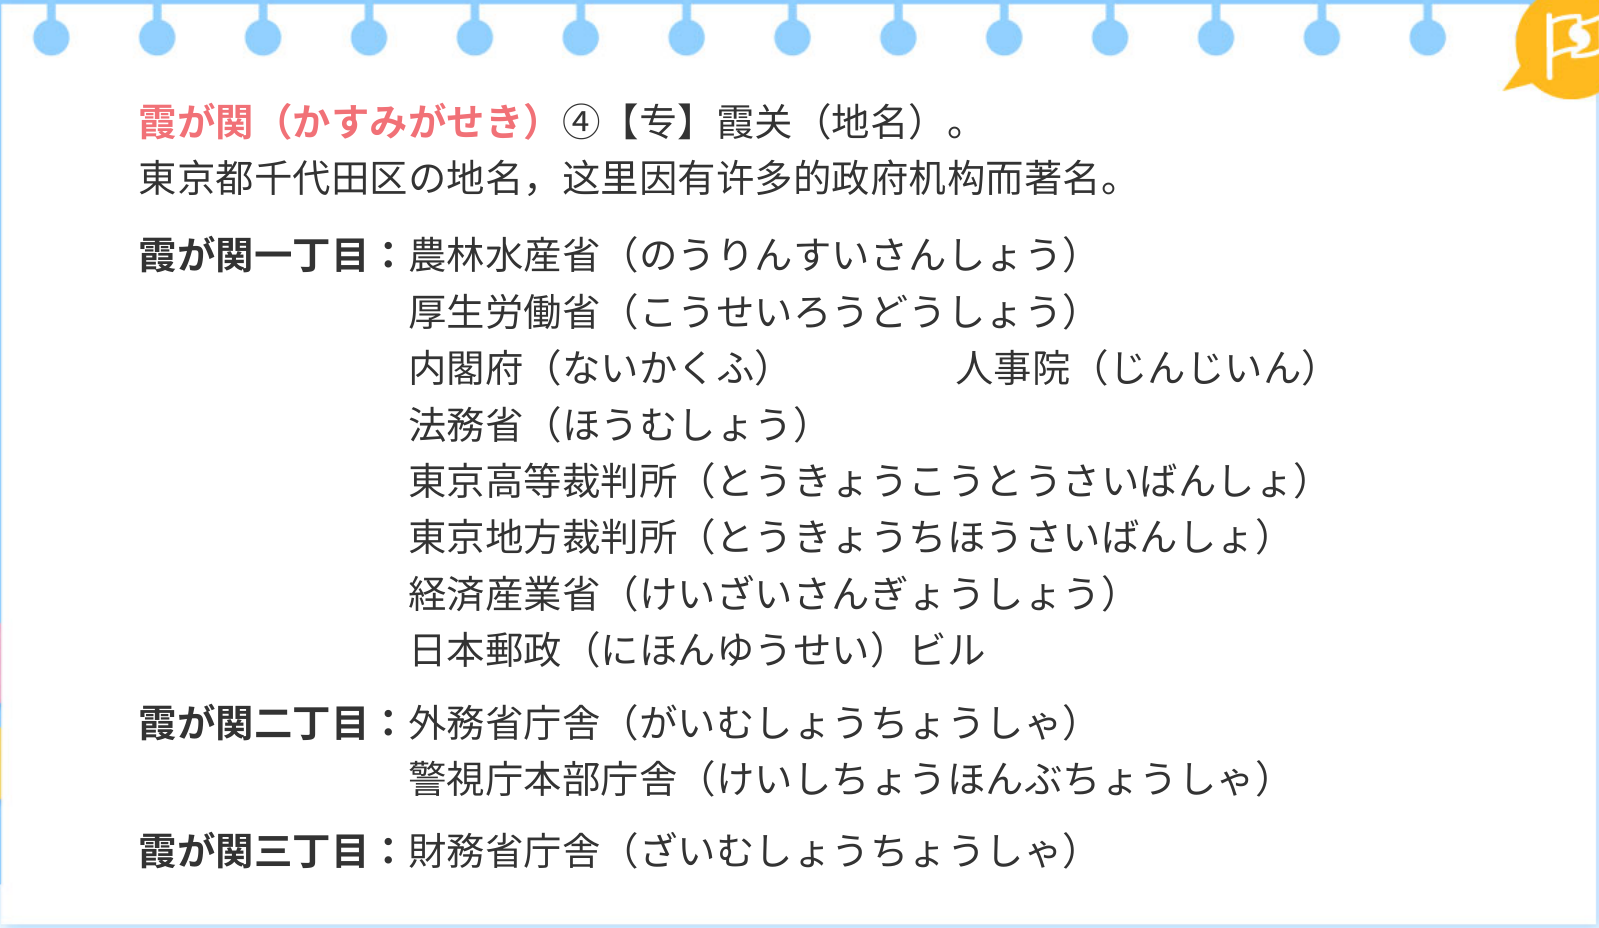 霞が関（かすみがせき）④【专】霞关（地名）。
東京都千代田区の地名，这里因有许多的政府机构而著名。
霞が関一丁目：農林水産省（のうりんすいさんしょう）
厚生労働省（こうせいろうどうしょう）
内閣府（ないかくふ） 人事院（じんじいん）
法務省（ほうむしょう）
東京高等裁判所（とうきょうこうとうさいばんしょ）
東京地方裁判所（とうきょうちほうさいばんしょ）
経済産業省（けいざいさんぎょうしょう）
日本郵政（にほんゆうせい）ビル
霞が関二丁目：外務省庁舎（がいむしょうちょうしゃ）
警視庁本部庁舎（けいしちょうほんぶちょうしゃ）
霞が関三丁目：財務省庁舎（ざいむしょうちょうしゃ）